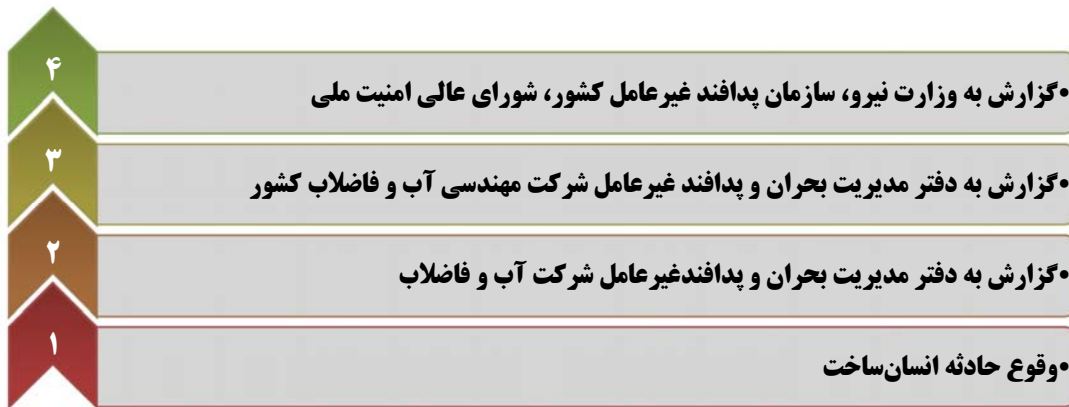 ۴
•گزارش به وزارت نیرو، سازمان پدافند غیرعامل کشور، شورای عالی امنیت ملی
۳
•گزارش به دفتر مدیریت بحران و پدافند غیرعامل شرکت مهندسی آب و فاضلاب کشور
۲
•گزارش به دفتر مدیریت بحران و پدافندغیرعامل شرکت آب و فاضلاب
۱
•وقوع حادثه انسان‌ساخت